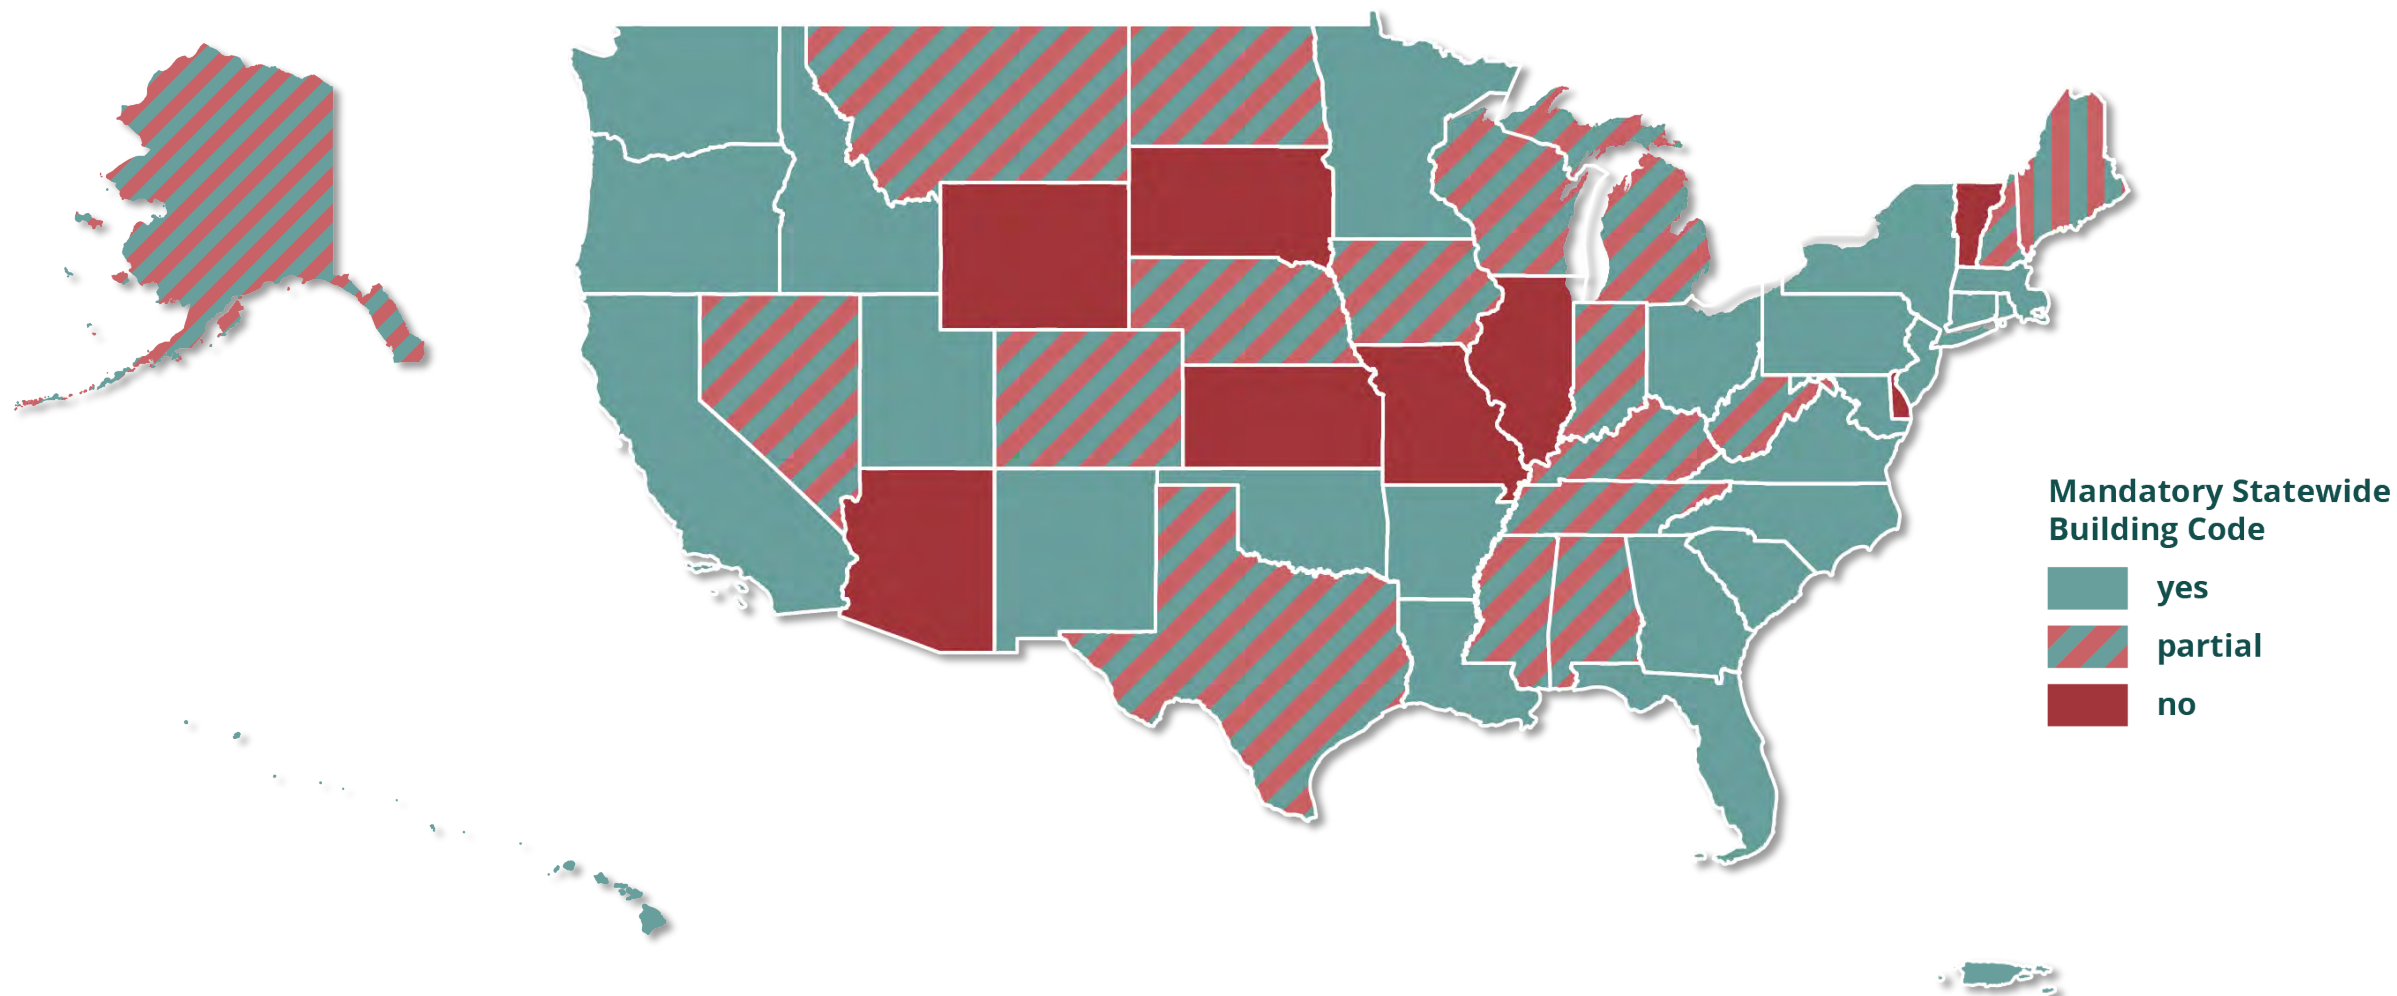 Mandatory Statewide
Building Code
yes
partial
no